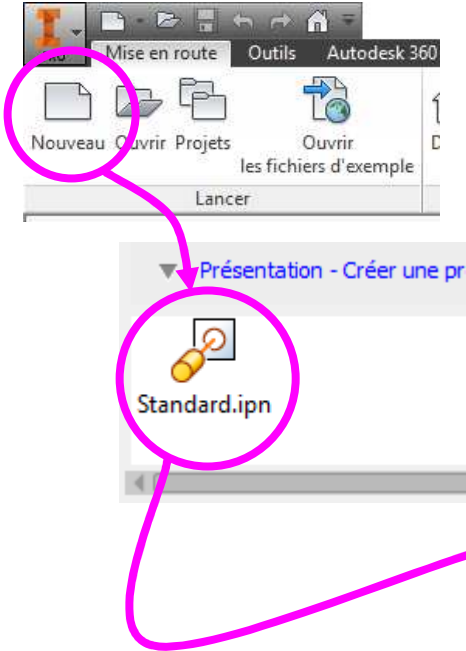 Mise en route Outils Autodesk 360
Nouveau Ouvrir Projets Ouvrir
les fichiers d'exemple
Lancer
Présentation - Créer une pr
Standard.ipn